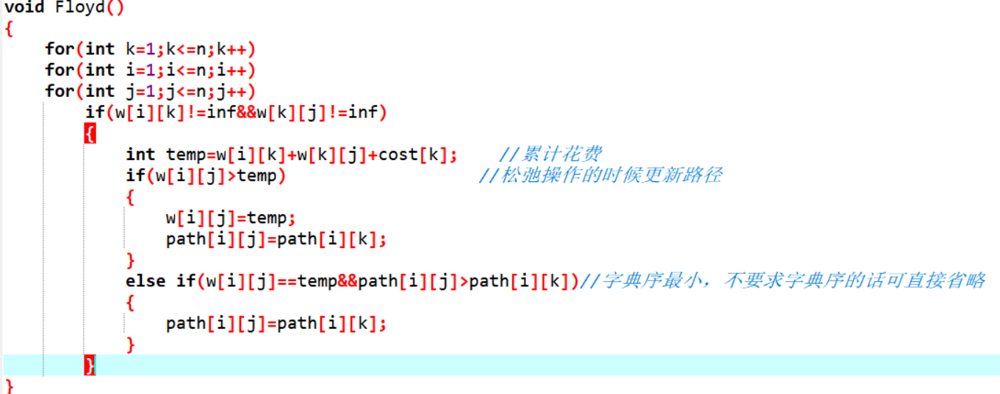 void Floyd()
{
    for(int k=1;k<=n;k++)
    for(int i=1;i<=n;i++)
    for(int j=1;j<=n;j++)
        if(w[i][k]!=inf&&w[k][j]!=inf)
        {
            int temp=w[i][k]+w[k][j]+cost[k];    //累计花费
            if(w[i][j]>temp)                   //松弛操作的时候更新路径
            {
                w[i][j]=temp;
                path[i][j]=path[i][k];
            }
            else if(w[i][j]==temp&&path[i][j]>path[i][k])//字典序最小，不要求字典序的话可直接省略
            {
                path[i][j]=path[i][k];
            }
        }
}